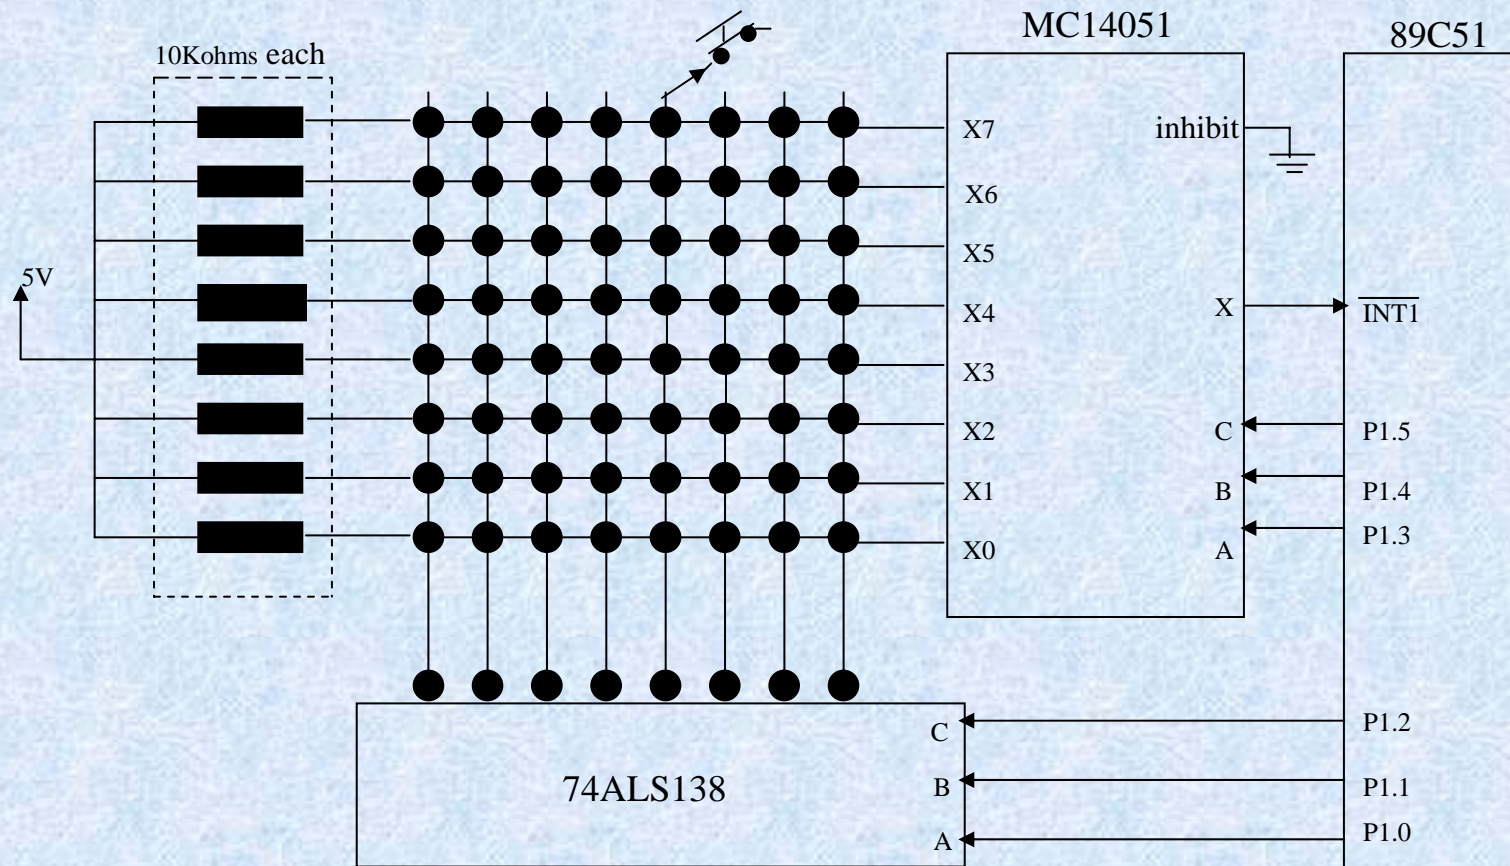 MC14051
89C51
10Kohms each
X7
inhibit
X6
X5
5V
X4
X
INT1
X3
X2
C
P1.5
X1
B
P1.4
X0
A
P1.3
C
P1.2
74ALS138
B
P1.1
A
P1.0